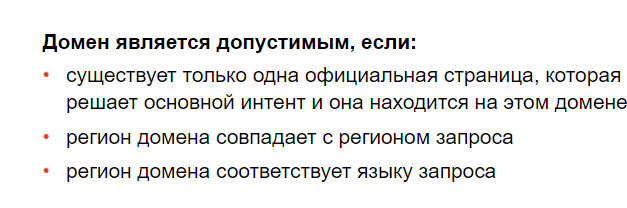 Домен является допустимым, если:
• существует только одна официальная страница, которая
решает основной интент и она находится на этом домене
• регион домена совпадает с регионом запроса
• регион домена соответствует языку запроса